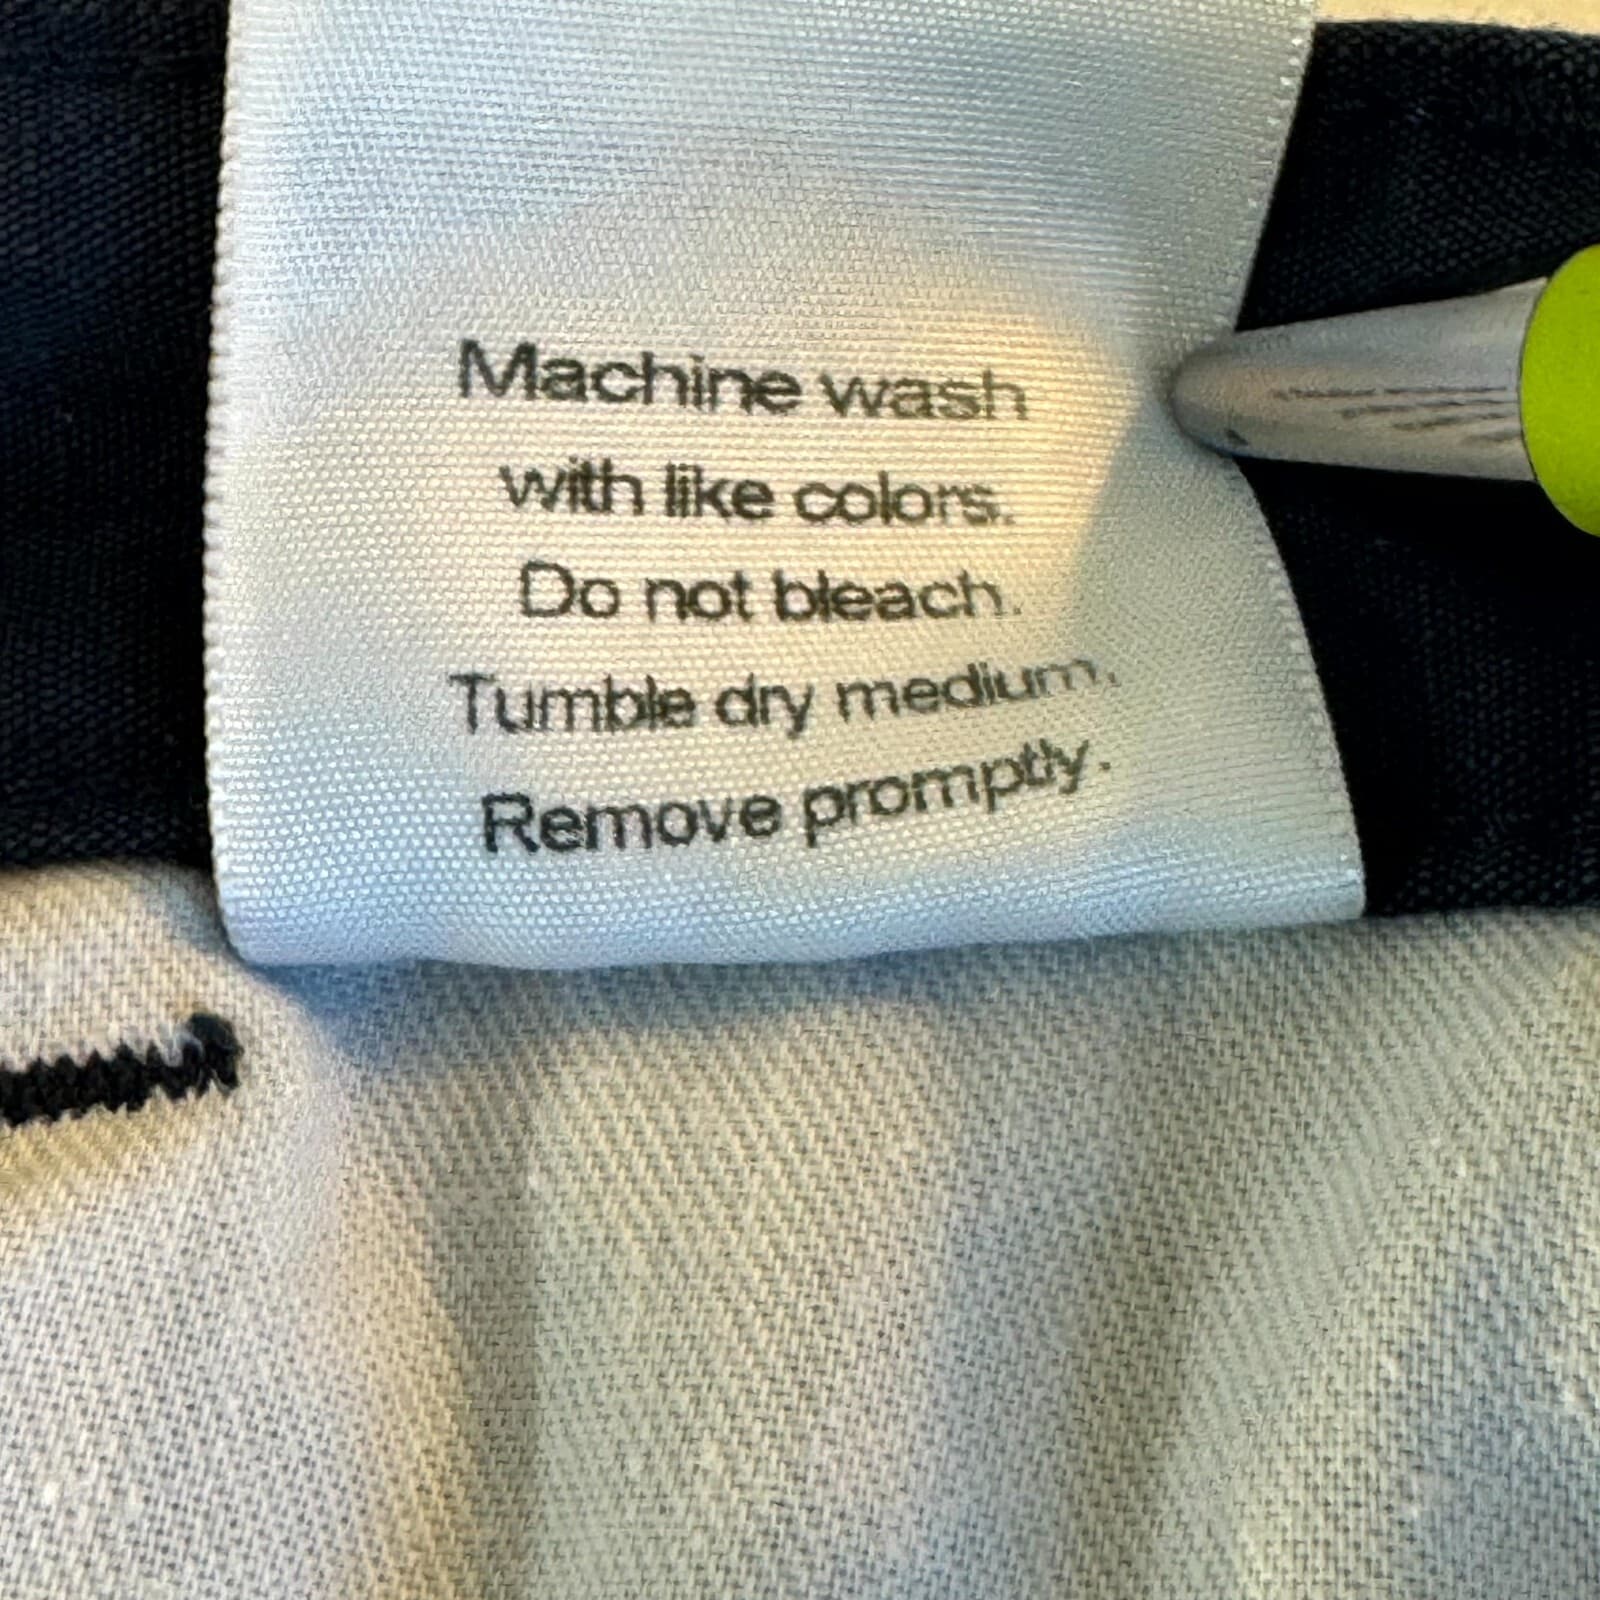 Machine wash
with like colors.
Do not bleach.
Tumble dry medium.
Remove promptly.